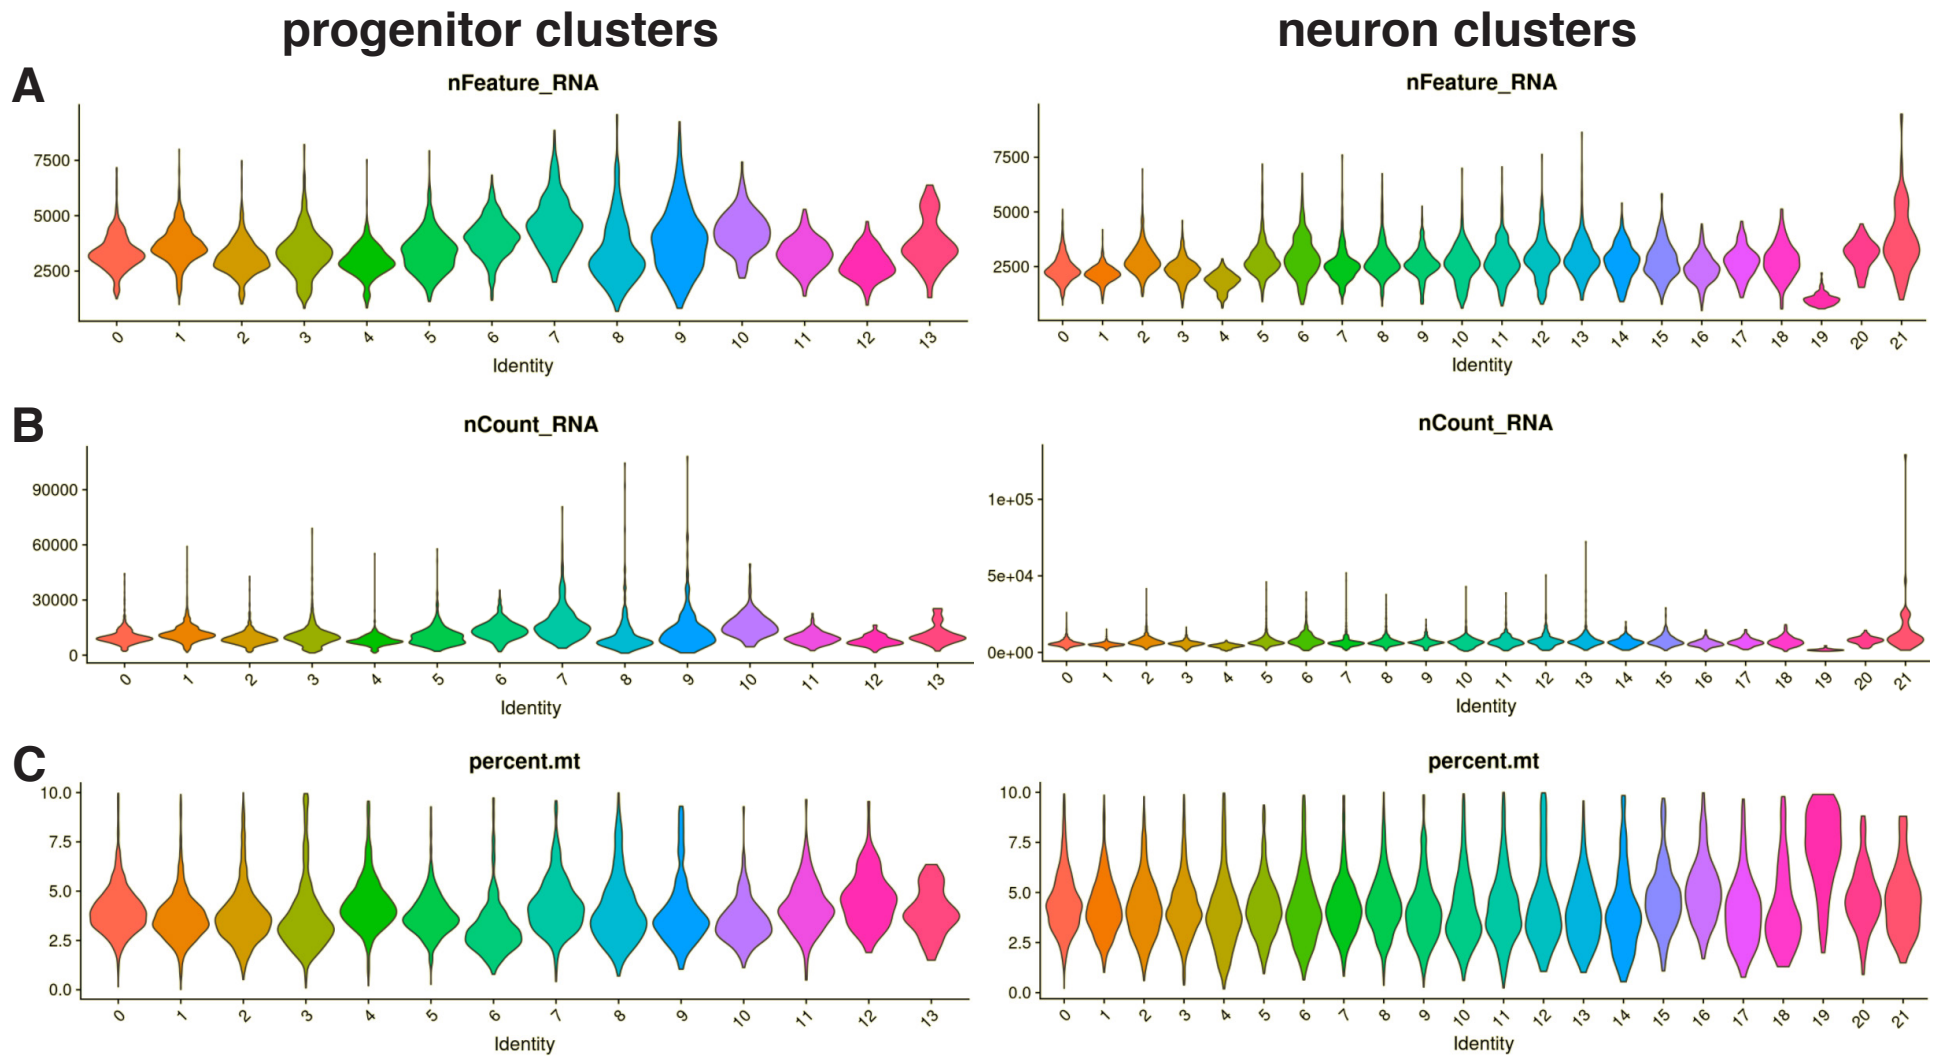 progenitor clusters
neuron clusters
A
nFeature_RNA
7500
5000
2500
0 1 2 3 4 5 6 7 8 9 10 11 12 13
Identity
nFeature_RNA
7500
5000
2500
0 1 2 3 4 5 6 7 8 9 10 11 12 13 14 15 16 17 18 19 20 21
Identity
B
nCount_RNA
90000
60000
30000
0
0 1 2 3 4 5 6 7 8 9 10 11 12 13
Identity
nCount_RNA
1e+05
5e+04
0e+00
0 1 2 3 4 5 6 7 8 9 10 11 12 13 14 15 16 17 18 19 20 21
Identity
C
percent.mt
10.0
7.5
5.0
2.5
0.0
0 1 2 3 4 5 6 7 8 9 10 11 12 13
Identity
percent.mt
10.0
7.5
5.0
2.5
0.0
0 1 2 3 4 5 6 7 8 9 10 11 12 13 14 15 16 17 18 19 20 21
Identity